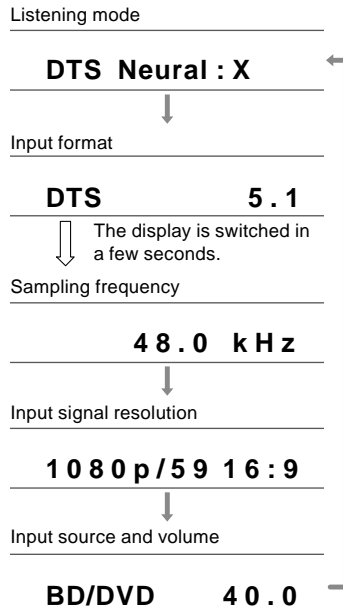 Listening mode
DTS Neural:X
Input format
DTS 5.1
The display is switched in
a few seconds.
Sampling frequency
48.0 kHz
Input signal resolution
1080p/59 16:9
Input source and volume
BD/DVD 40.0